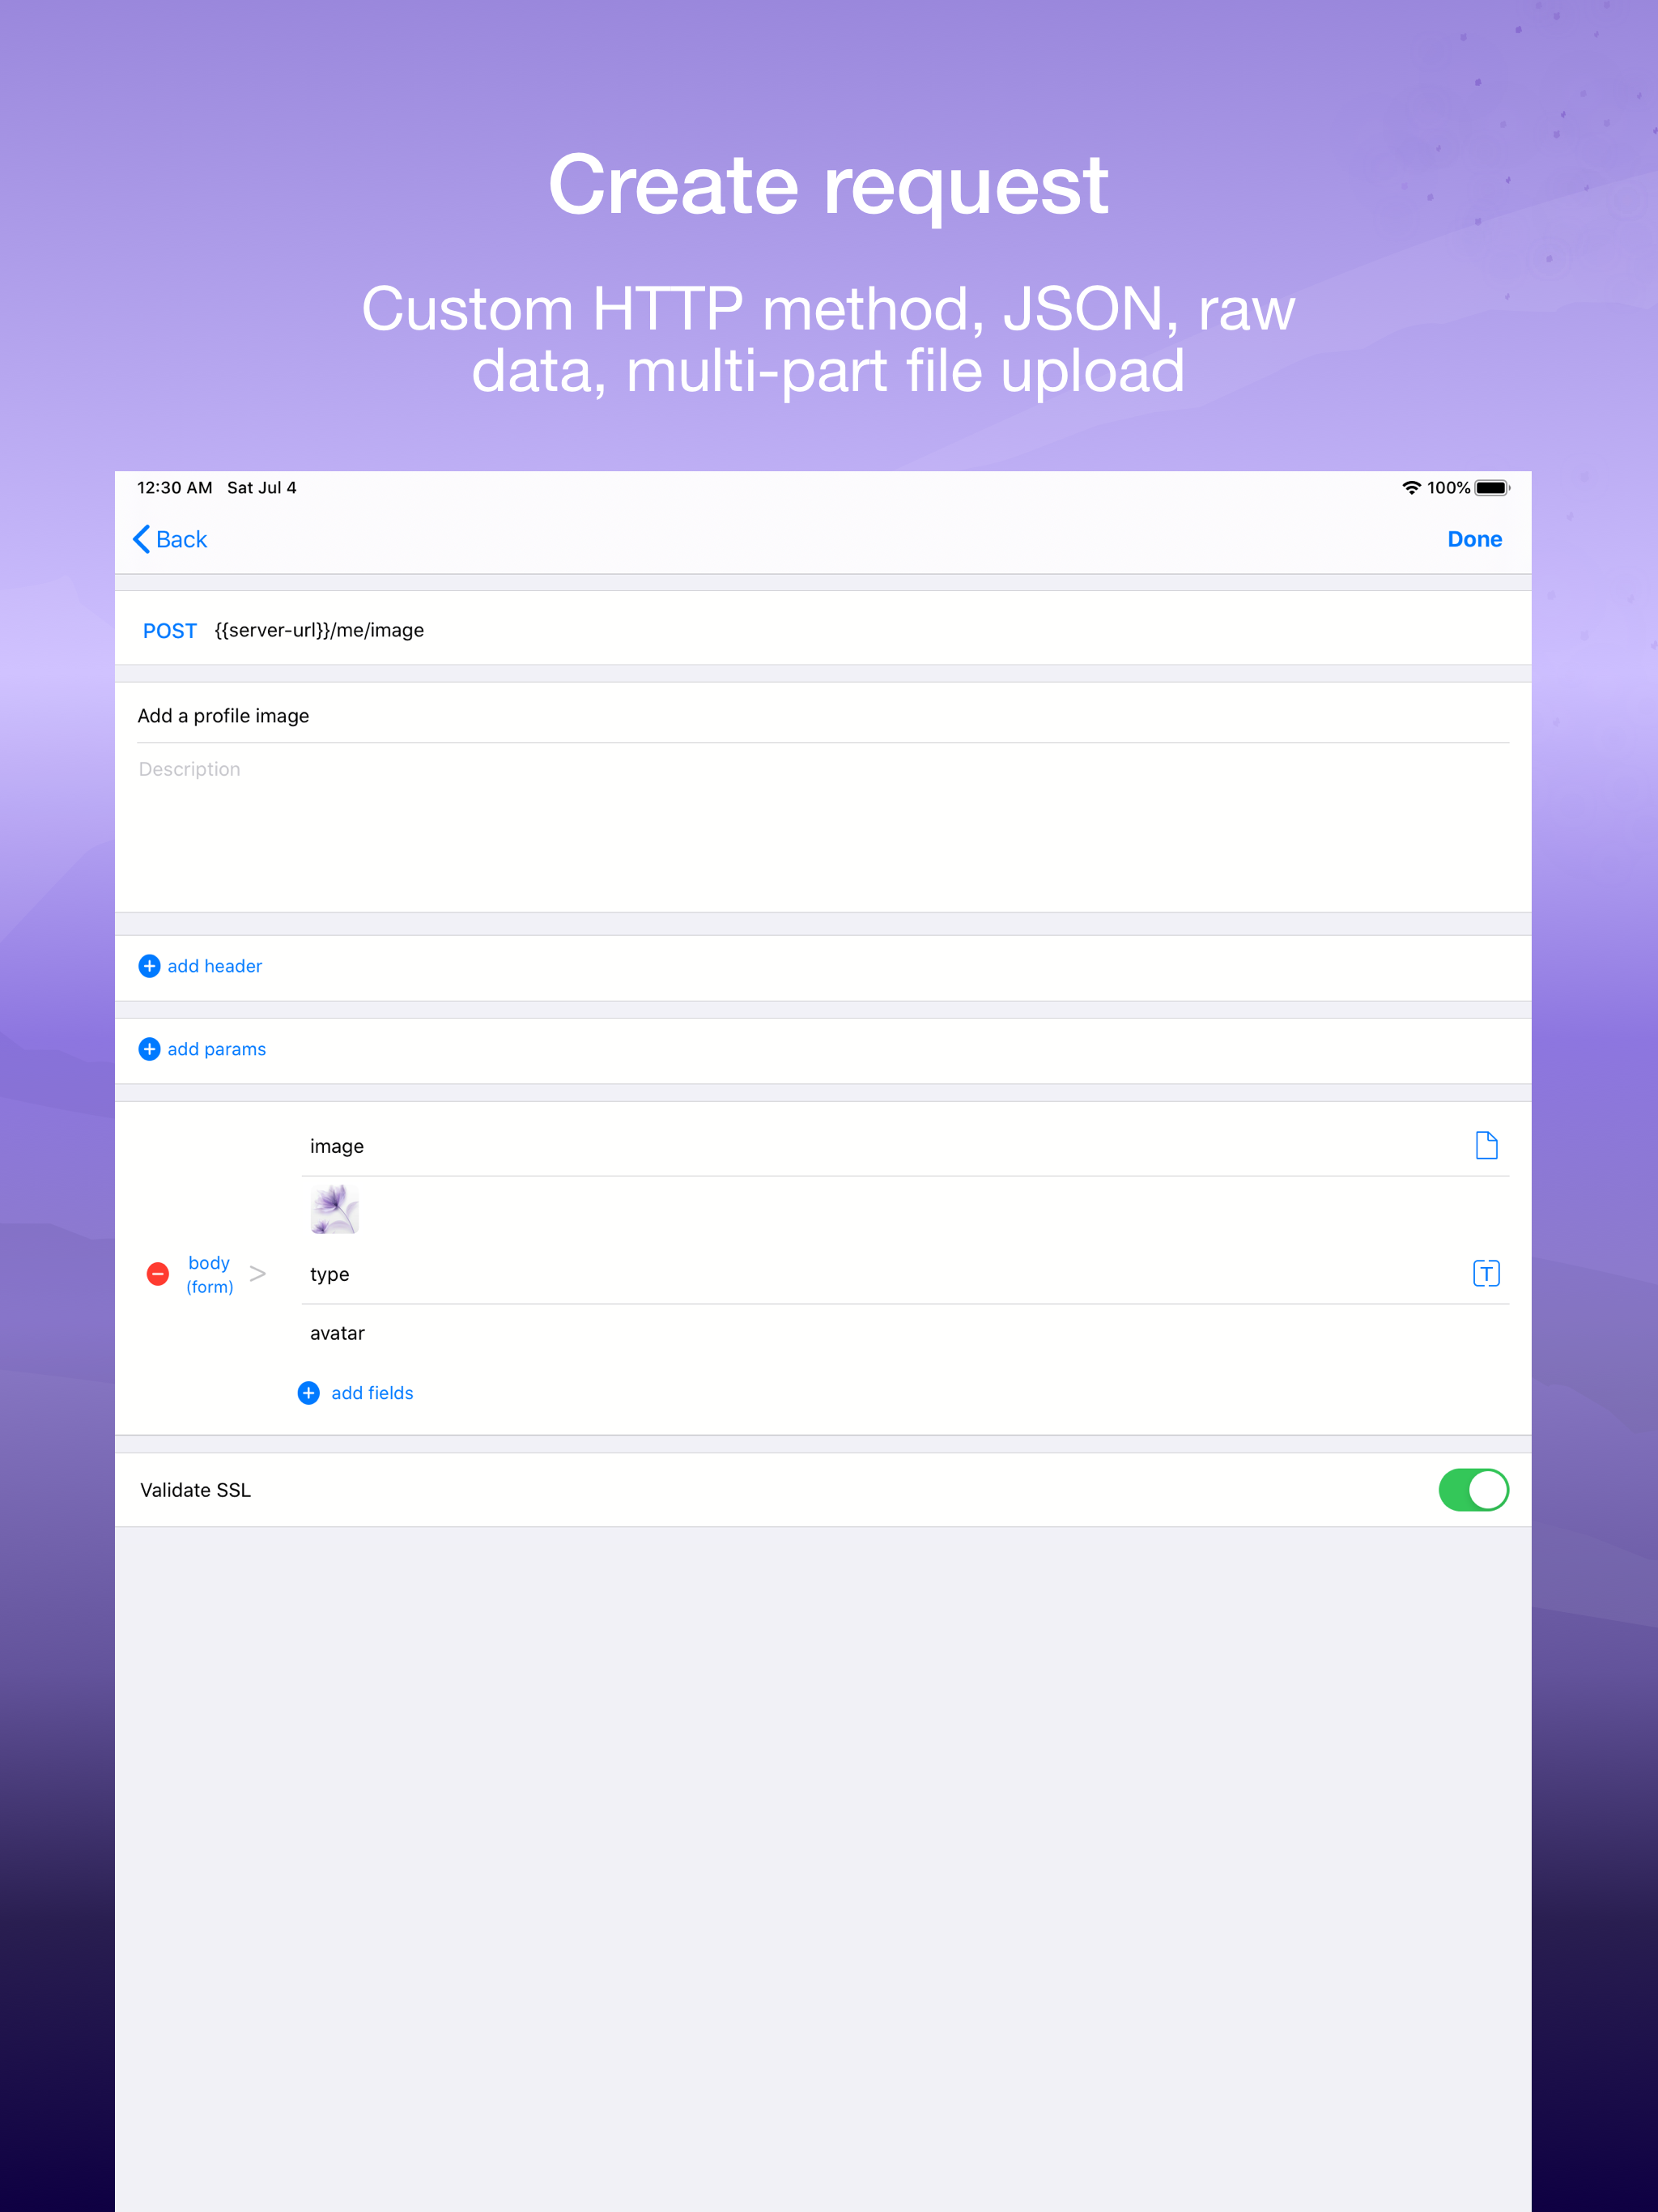 Create request
Custom HTTP method, JSON, raw
data, multi-part file upload
12:30 AM Sat Jul 4 100%
Back Done
POST {{server-url}}/me/image
Add a profile image
Description
add header
add params
image
body
(form) >
type
T
avatar
add fields
Validate SSL